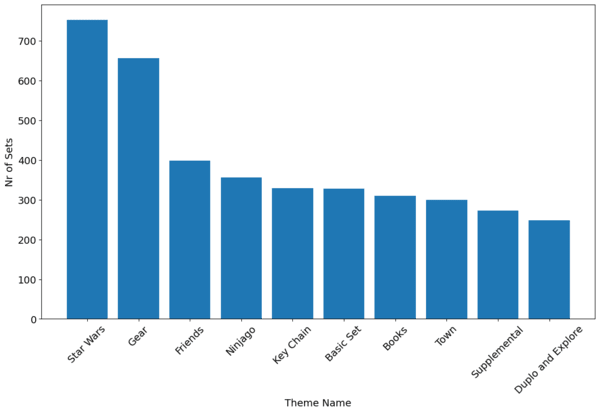 700
600
500
400
300
200
100
0
Nr of Sets
Star Wars
Gear
Friends
Ninjago
Key Chain
Basic Set
Books
Town
Supplemental
Duplo and Explore
Theme Name